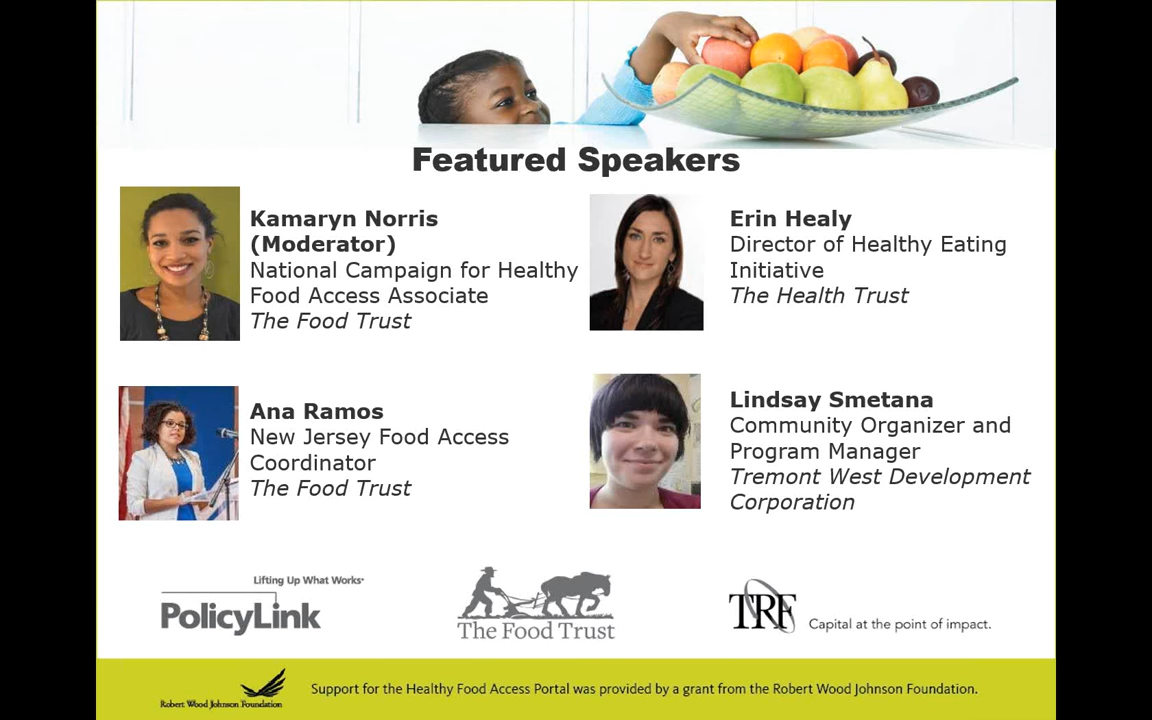 Featured Speakers
Kamaryn Norris
(Moderator)
National Campaign for Healthy
Food Access Associate
The Food Trust
Erin Healy
Director of Healthy Eating
Initiative
The Health Trust
Ana Ramos
New Jersey Food Access
Coordinator
The Food Trust
Lindsay Smetana
Community Organizer and
Program Manager
Tremont West Development
Corporation
Lifting Up What Works®
PolicyLink
The Food Trust
TRF Capital at the point of impact.
Robert Wood Johnson Foundation
Support for the Healthy Food Access Portal was provided by a grant from the Robert Wood Johnson Foundation.